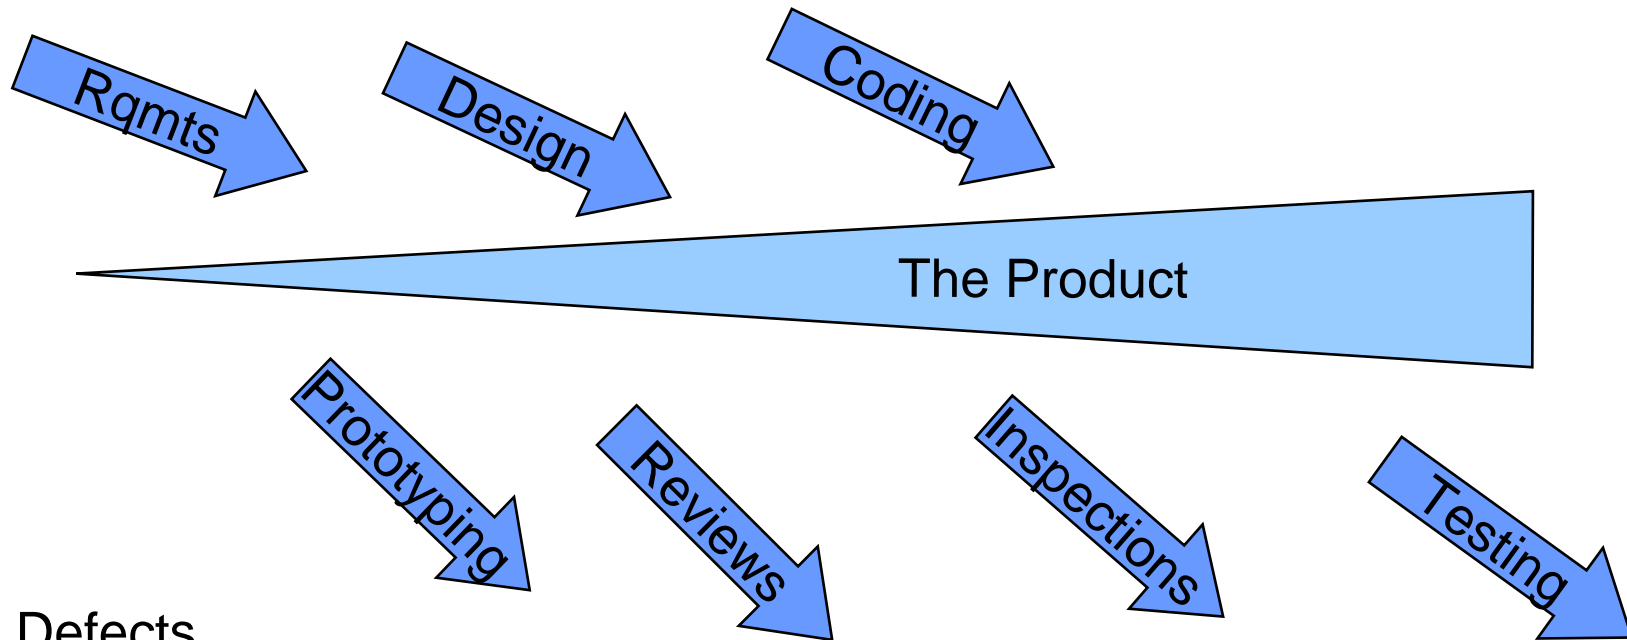 Rqmts
Design
Coding
The Product
Prototyping
Reviews
Inspections
Testing
Defects